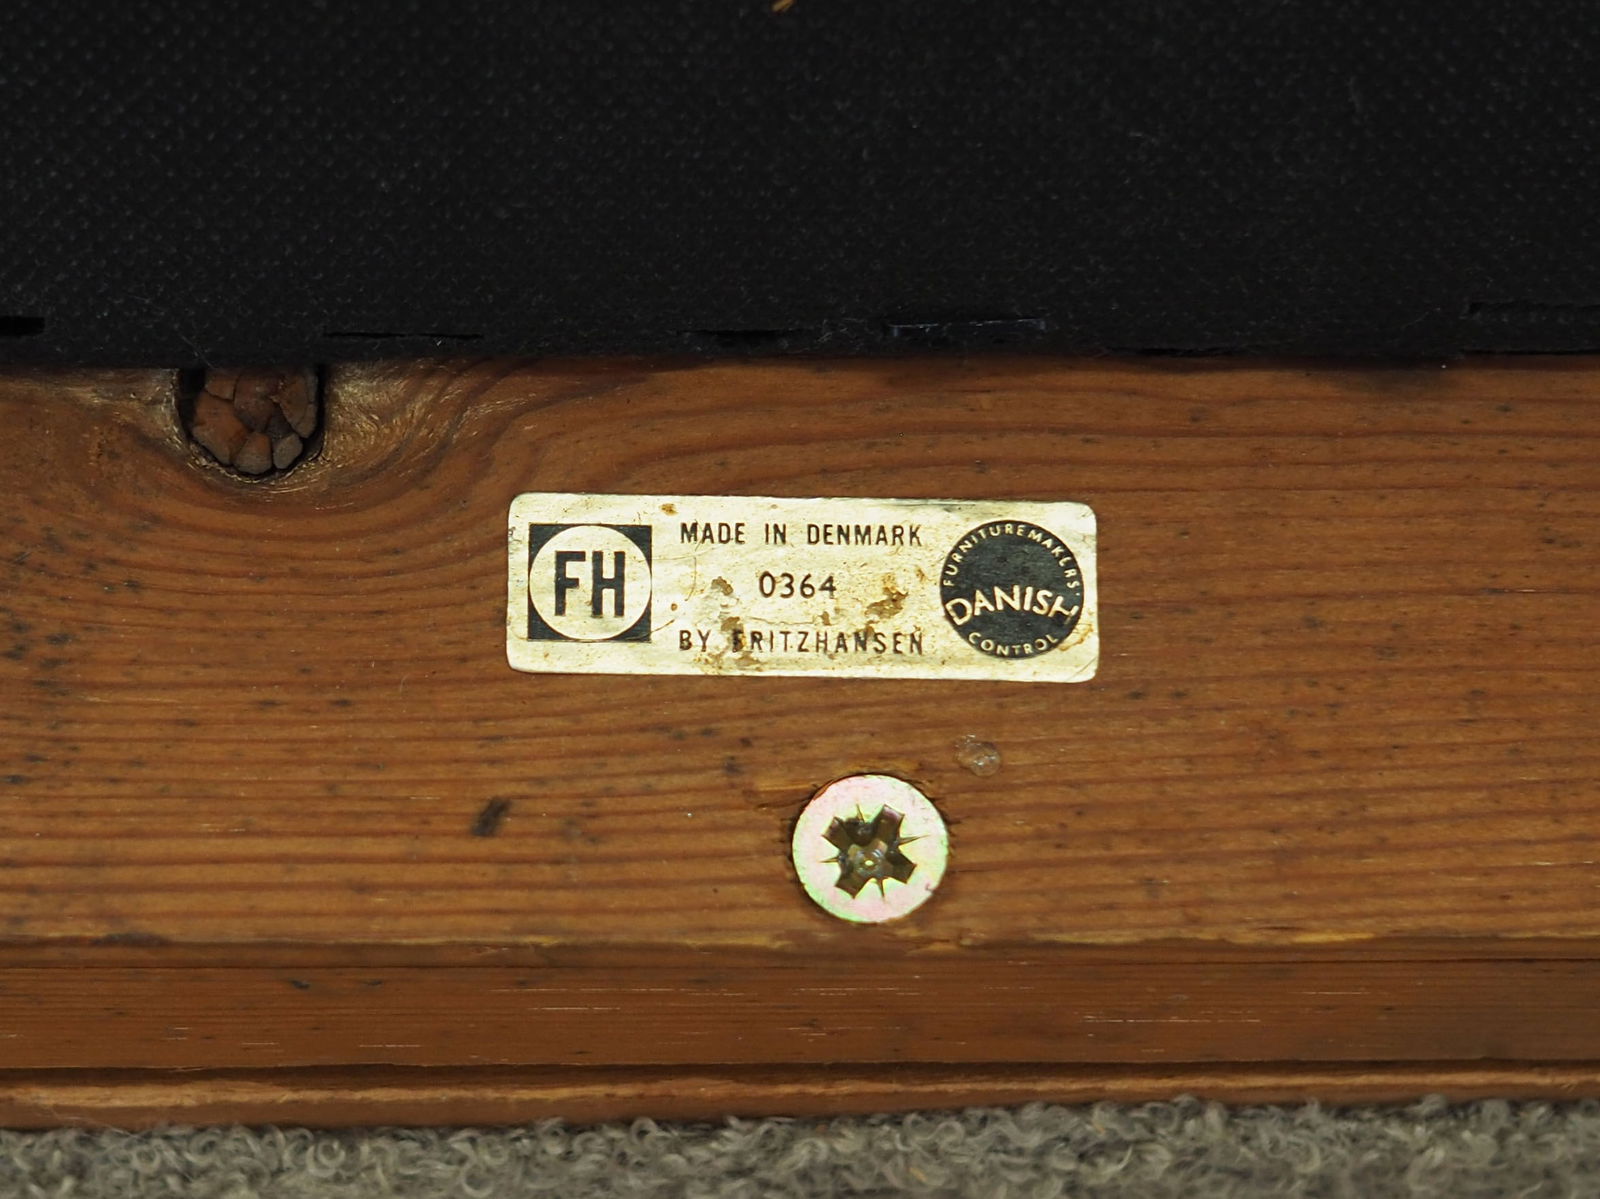 FH
MADE IN DENMARK
0364
BY FRITZHANSEN
FURNITUREMAKERS'
DANISH
CONTROL